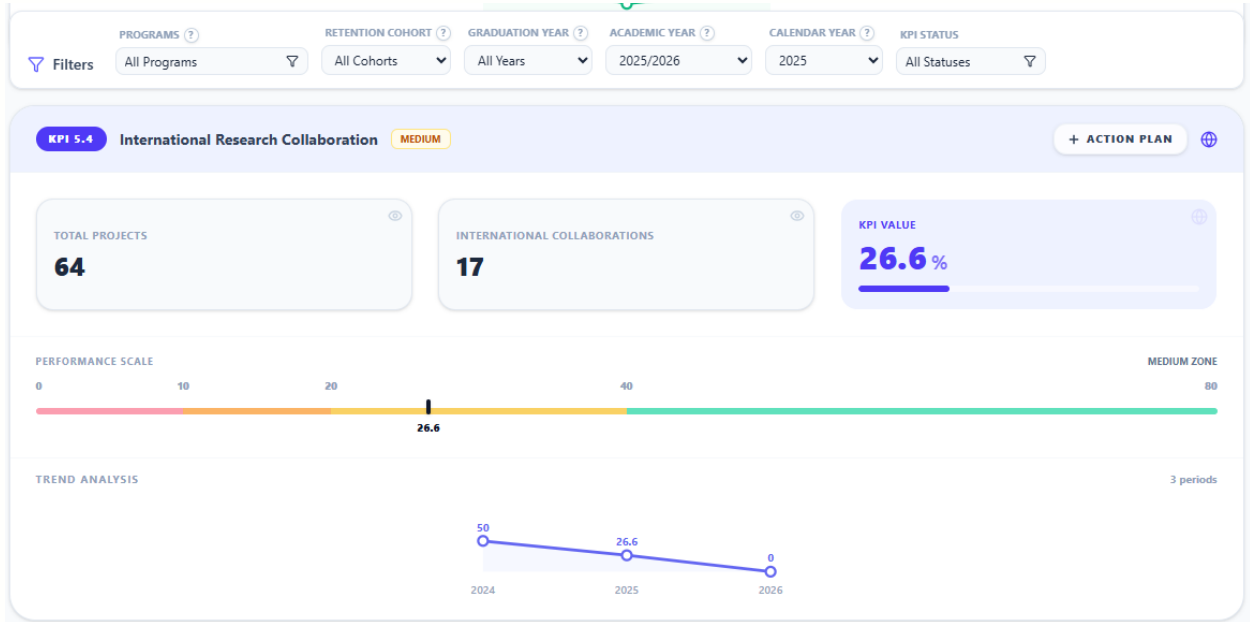 PROGRAMS ?
RETENTION COHORT ?
GRADUATION YEAR ?
ACADEMIC YEAR ?
CALENDAR YEAR ?
KPI STATUS
Filters
All Programs
All Cohorts
All Years
2025/2026
2025
All Statuses
KPI 5.4
International Research Collaboration
MEDIUM
+ ACTION PLAN
TOTAL PROJECTS
64
INTERNATIONAL COLLABORATIONS
17
KPI VALUE
26.6 %
PERFORMANCE SCALE
MEDIUM ZONE
0 10 20 40 80
26.6
TREND ANALYSIS
3 periods
50
26.6
0
2024 2025 2026